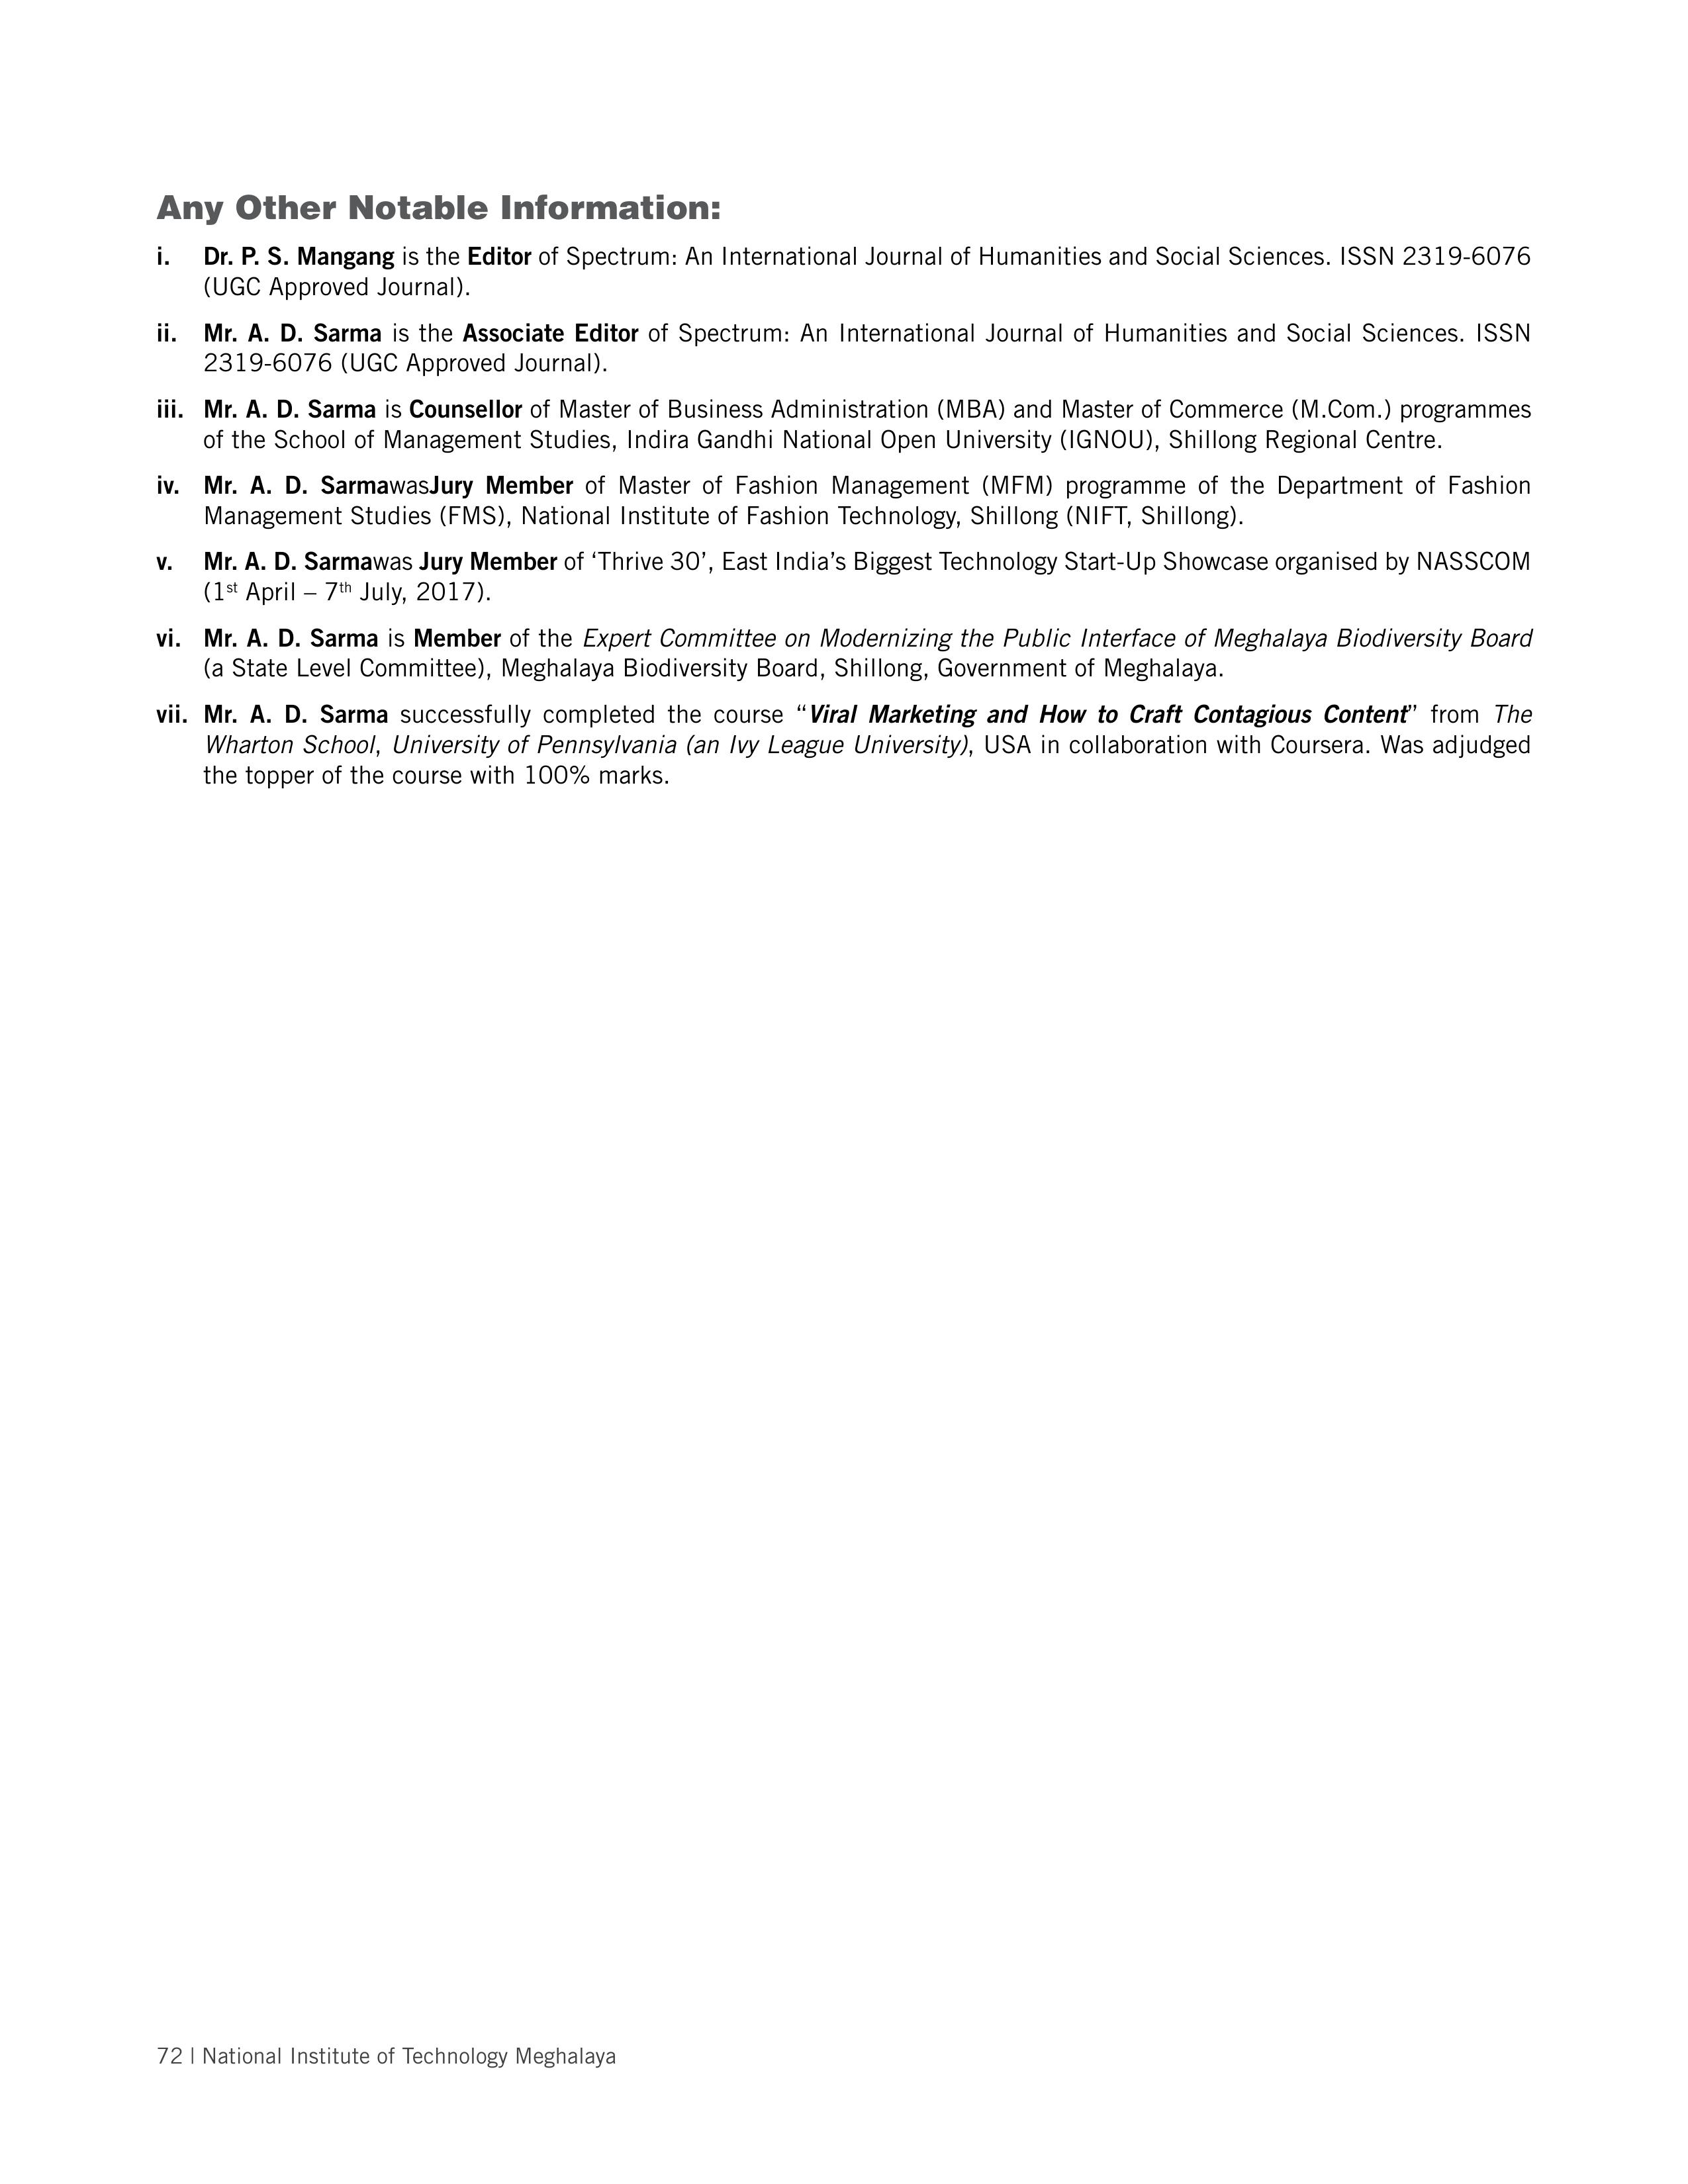 Any Other Notable Information:
i. Dr. P. S. Mangang is the Editor of Spectrum: An International Journal of Humanities and Social Sciences. ISSN 2319-6076
(UGC Approved Journal).
ii. Mr. A. D. Sarma is the Associate Editor of Spectrum: An International Journal of Humanities and Social Sciences. ISSN
2319-6076 (UGC Approved Journal).
iii. Mr. A. D. Sarma is Counsellor of Master of Business Administration (MBA) and Master of Commerce (M.Com.) programmes
of the School of Management Studies, Indira Gandhi National Open University (IGNOU), Shillong Regional Centre.
iv. Mr. A. D. SarmawasJury Member of Master of Fashion Management (MFM) programme of the Department of Fashion
Management Studies (FMS), National Institute of Fashion Technology, Shillong (NIFT, Shillong).
v. Mr. A. D. Sarmawas Jury Member of ‘Thrive 30’, East India’s Biggest Technology Start-Up Showcase organised by NASSCOM
(1st April – 7th July, 2017).
vi. Mr. A. D. Sarma is Member of the Expert Committee on Modernizing the Public Interface of Meghalaya Biodiversity Board
(a State Level Committee), Meghalaya Biodiversity Board, Shillong, Government of Meghalaya.
vii. Mr. A. D. Sarma successfully completed the course “Viral Marketing and How to Craft Contagious Content” from The
Wharton School, University of Pennsylvania (an Ivy League University), USA in collaboration with Coursera. Was adjudged
the topper of the course with 100% marks.
72 | National Institute of Technology Meghalaya